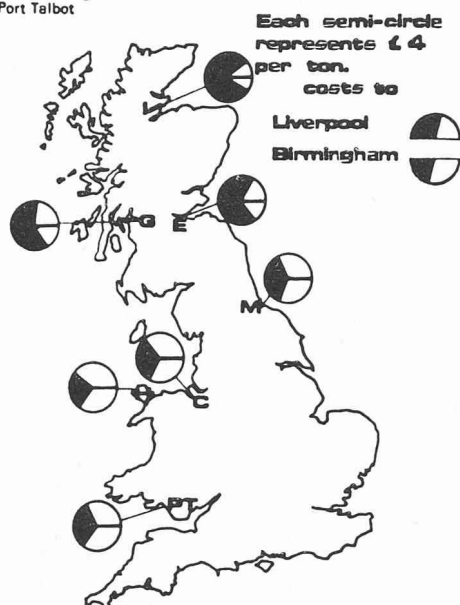 Port Talbot
Each semi-circle
represents £4
per ton.
costs to
Liverpool
Birmingham
G
E
M
C
PT